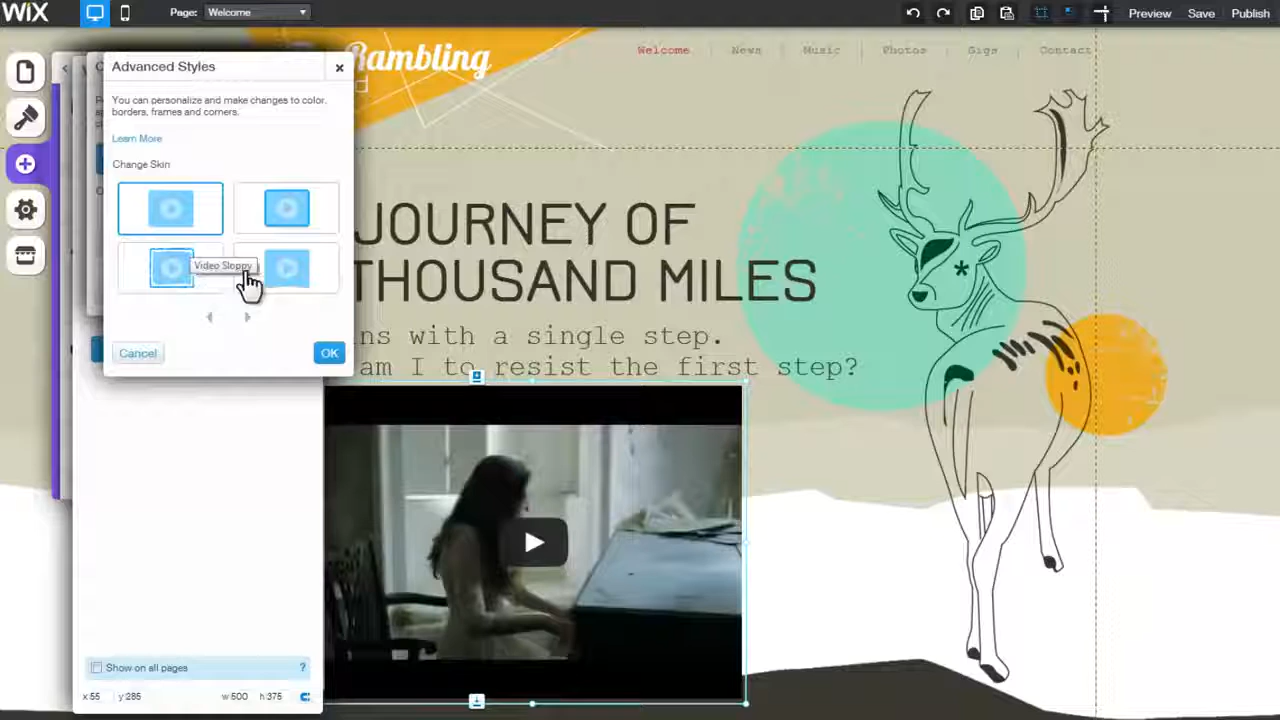 WiX
Page:
Welcome
Preview
Save
Publish
Rambling
Welcome
News
Music
Photos
Gigs
Contact
Advanced Styles
You can personalize and make changes to color,
borders, frames and corners.
Learn More
Change Skin
Video Sloppy
Cancel
OK
JOURNEY OF
THOUSAND MILES
ns with a single step.
am I to resist the first step?
Show on all pages
?
x:55
y:285
w:500
h:375